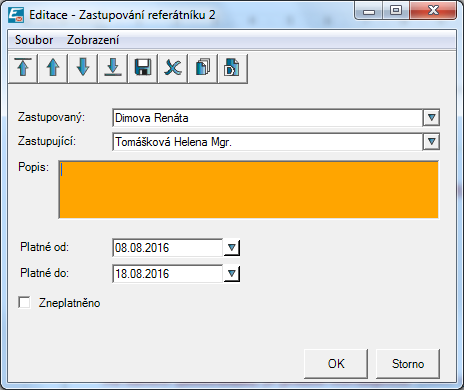 Editace - Zastupování referátníku 2
Soubor Zobrazení
Zastupovaný: Dimova Renáta
Zastupující: Tomášková Helena Mgr.
Popis:
Platné od: 08.08.2016
Platné do: 18.08.2016
Zneplatněno
OK Storno